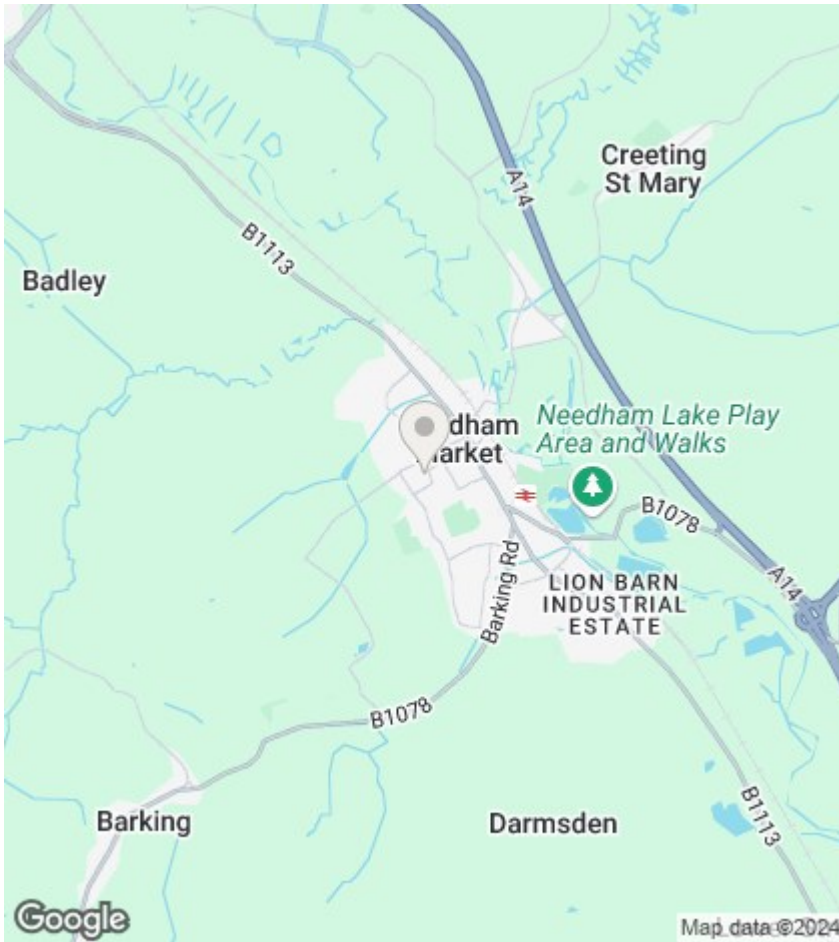 A14
Creeting
St Mary
B1113
Badley
dham
arket
Needham Lake Play
Area and Walks
B1078
Barking Rd
A14
LION BARN
INDUSTRIAL
ESTATE
B1078
B1113
Barking
Darmsden
Google
Map data ©2024